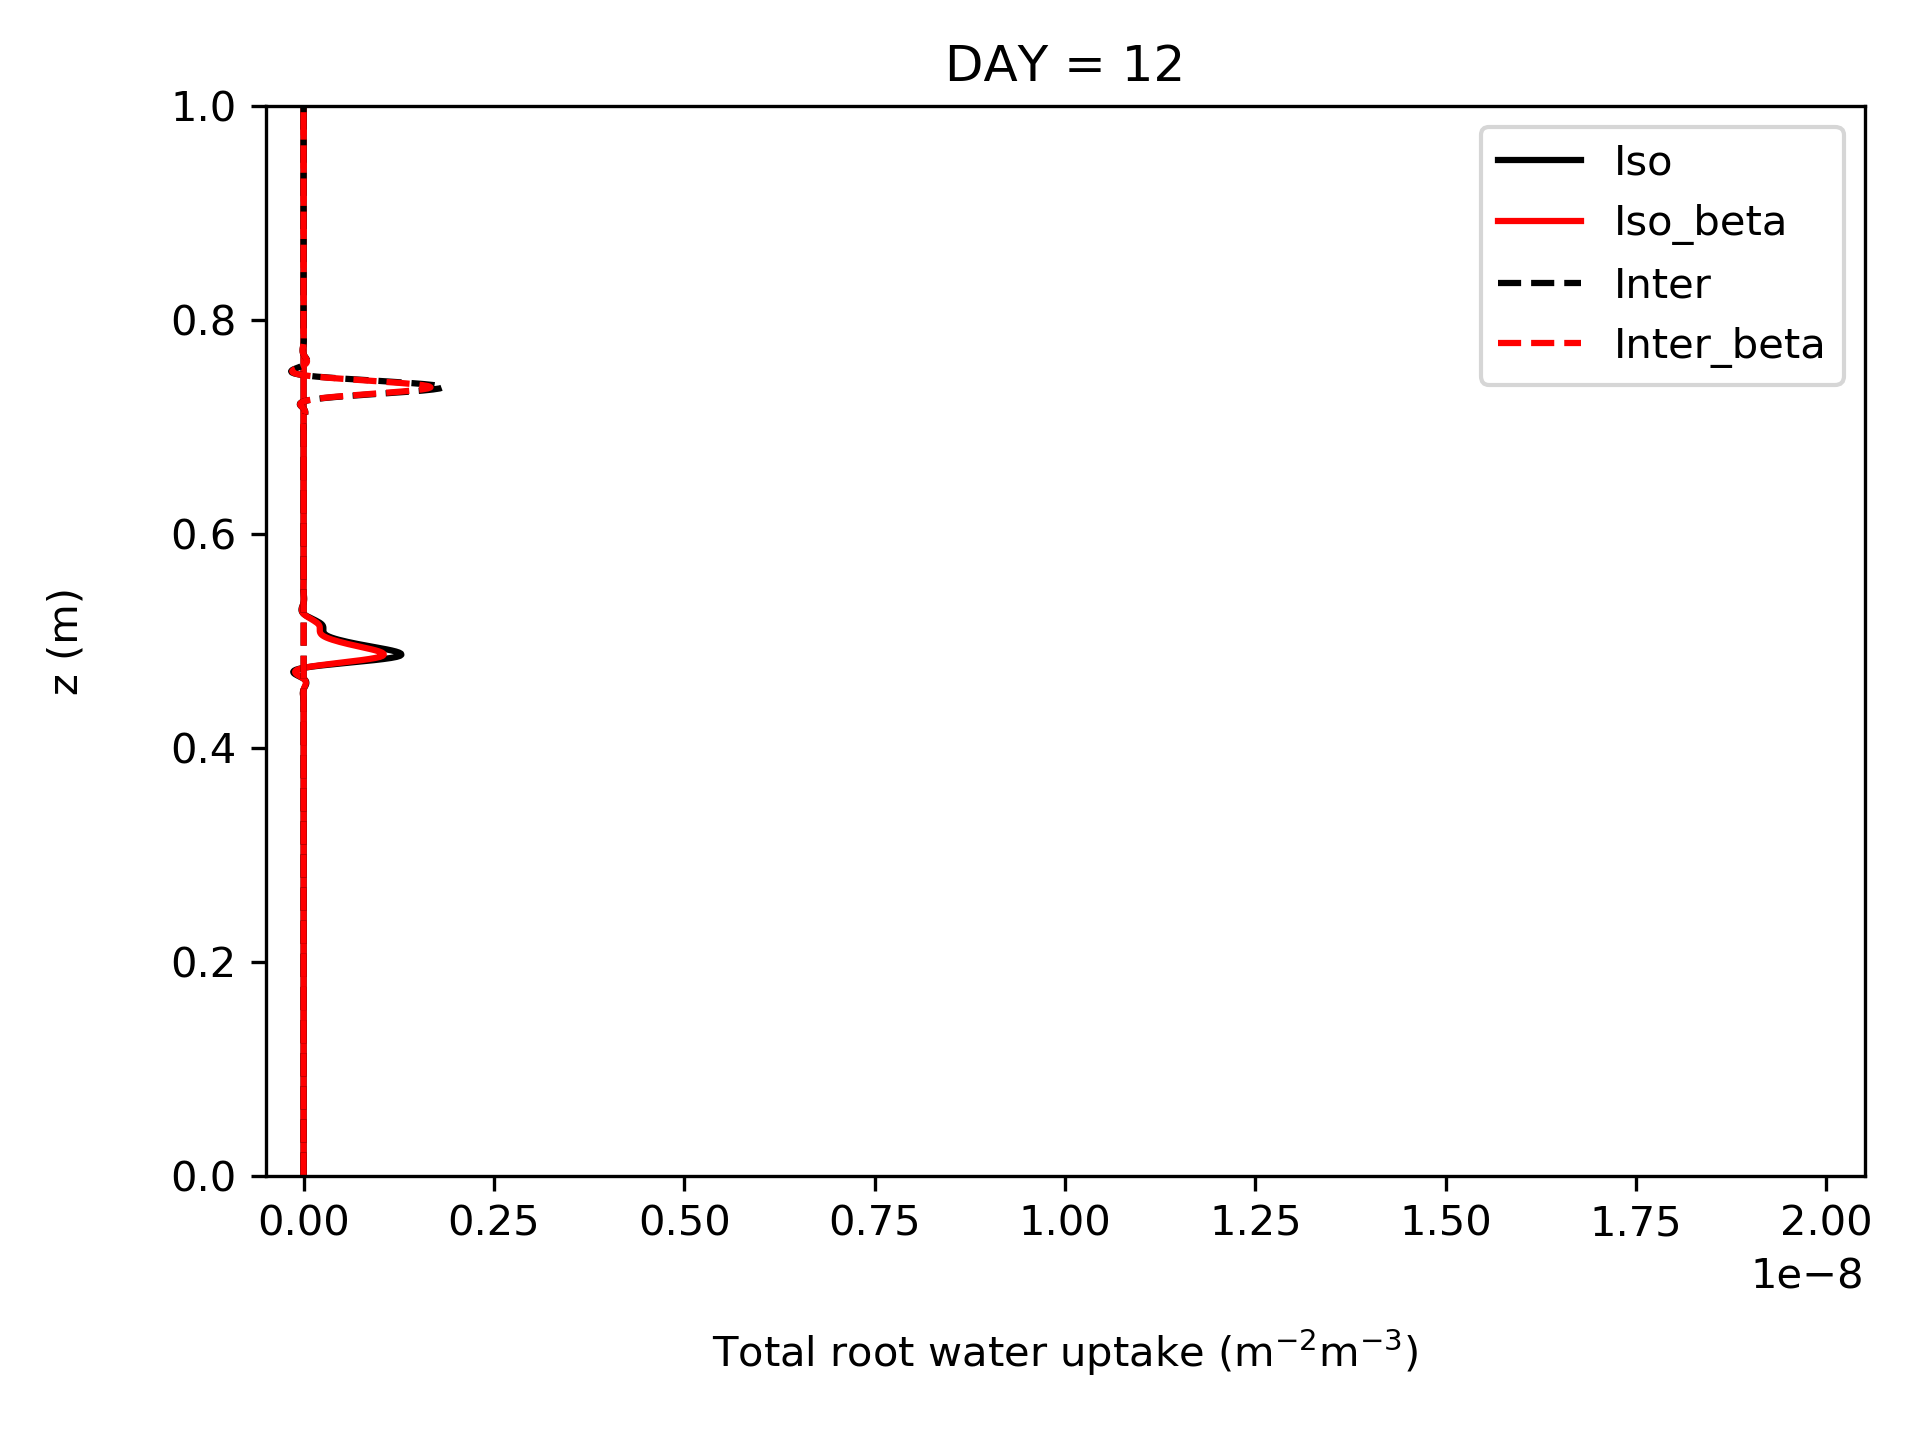 DAY = 12
1.0
0.8
0.6
0.4
0.2
0.0
z (m)
Iso
Iso_beta
Inter
Inter_beta
0.00 0.25 0.50 0.75 1.00 1.25 1.50 1.75 2.00
1e−8
Total root water uptake (m⁻²m⁻³)